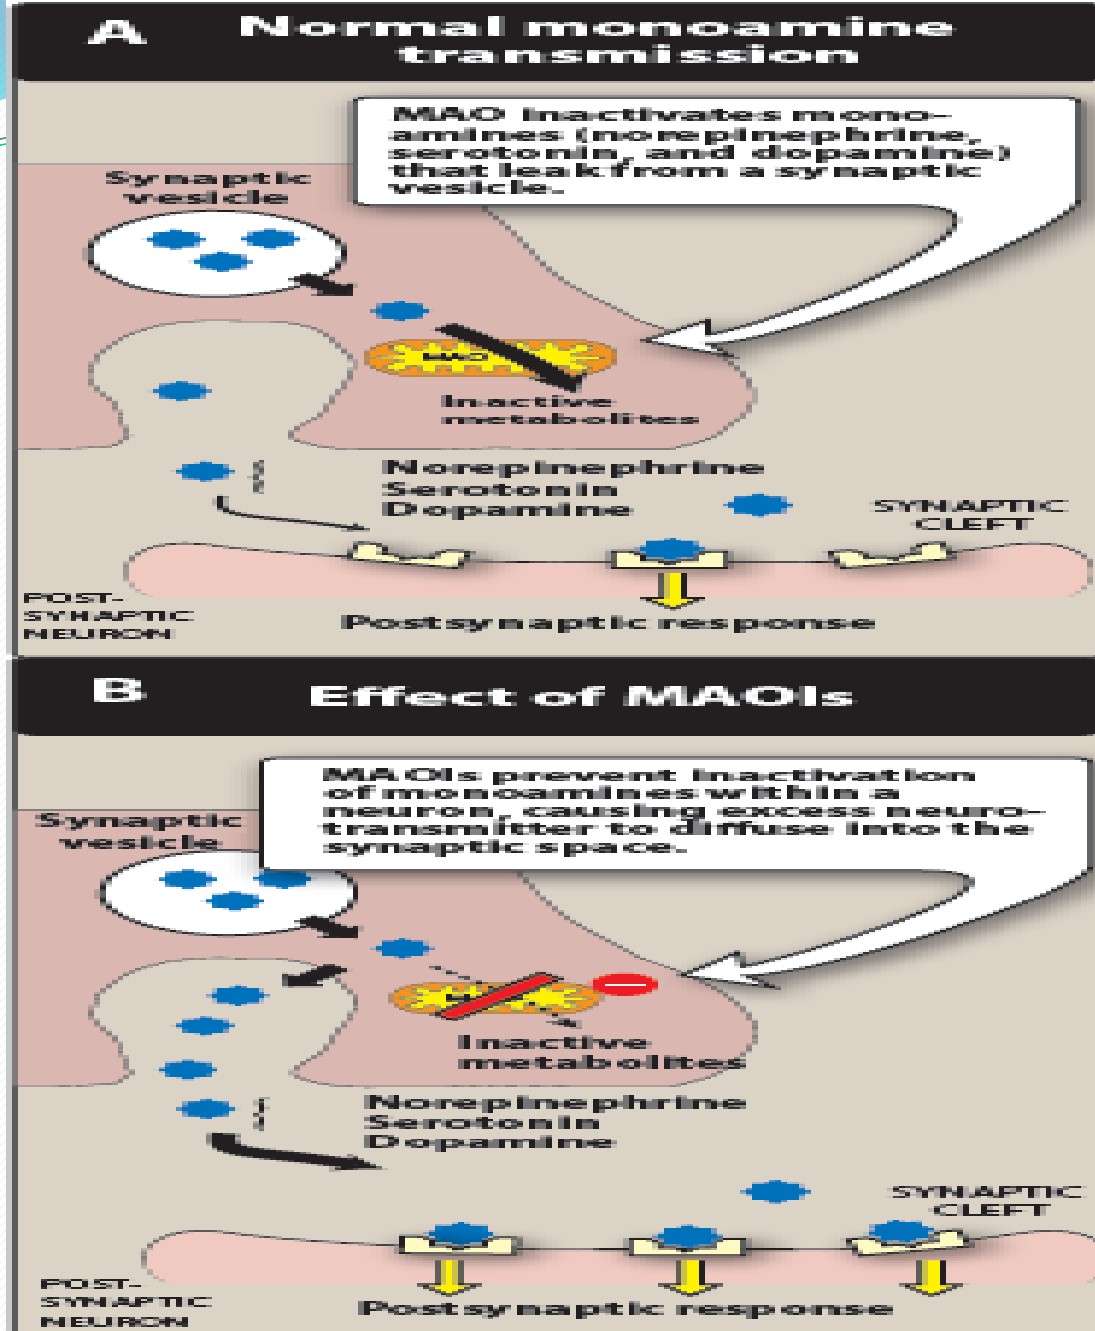 A Normal monoamine
transmission
MAO inactivates mono-
amines (norepinephrine,
serotonin, and dopamine)
that leak from a synaptic
vesicle.
Synaptic
vesicle
MAO
Inactive
metabolites
Norepinephrine
Serotonin
Dopamine
SYNAPTIC
CLEFT
POST-
SYNAPTIC
NEURON
Postsynaptic response
B Effect of MAOIs
MAOIs prevent inactivation
of monoamines within a
neuron, causing excess neuro-
transmitter to diffuse into the
synaptic space.
Synaptic
vesicle
Inactive
metabolites
Norepinephrine
Serotonin
Dopamine
SYNAPTIC
CLEFT
POST-
SYNAPTIC
NEURON
Postsynaptic response